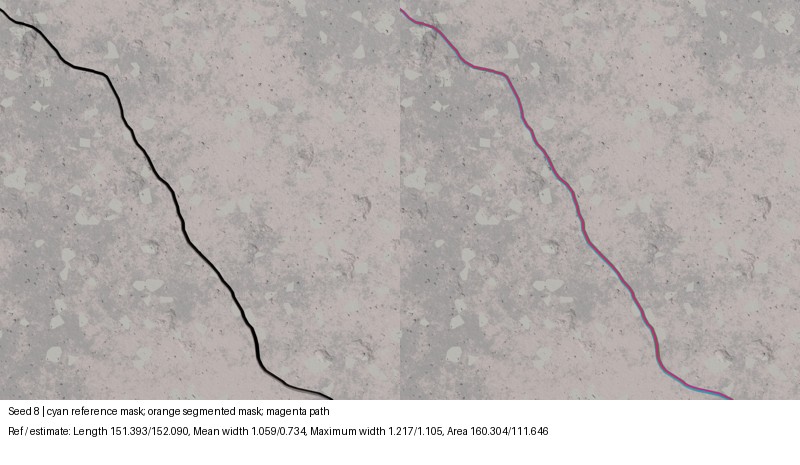 Seed 8 | cyan reference mask; orange segmented mask; magenta path
Ref / estimate: Length 151.393/152.090, Mean width 1.059/0.734, Maximum width 1.217/1.105, Area 160.304/111.646